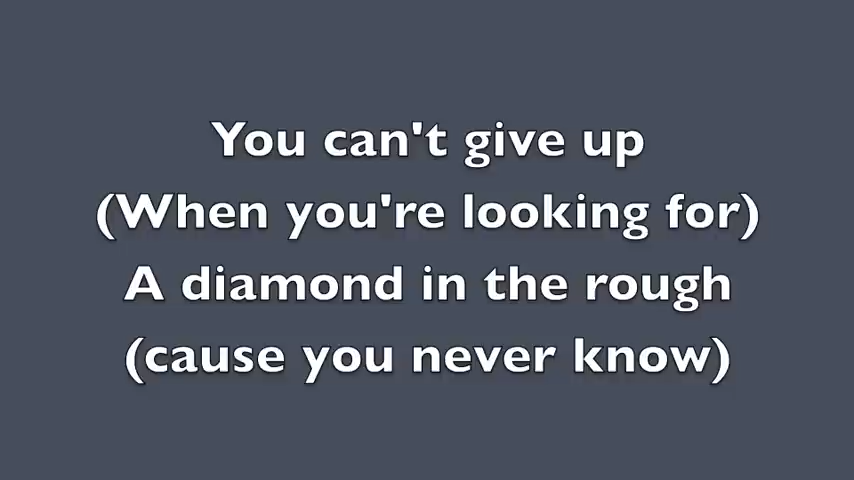 You can't give up
(When you're looking for)
A diamond in the rough
(cause you never know)